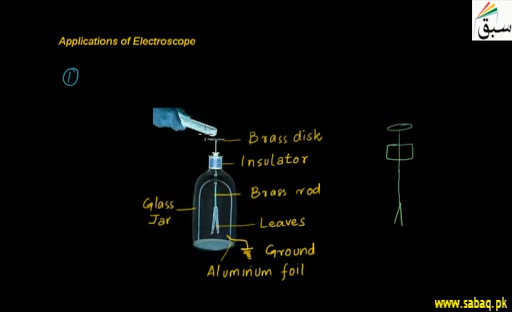 Applications of Electroscope
سبق
1
Brass disk
Insulator
Brass rod
Glass
Jar
Leaves
Ground
Aluminum foil
www.sabaq.pk